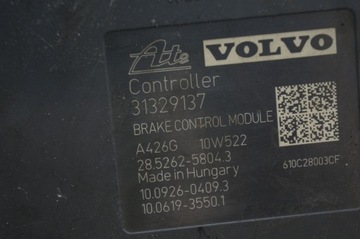 Ate VOLVO
Controller
31329137
BRAKE CONTROL MODULE
A426G 10W522
28.5262-5804.3
Made in Hungary
610C28003CF
10.0926-0409.3
10.0619-3550.1